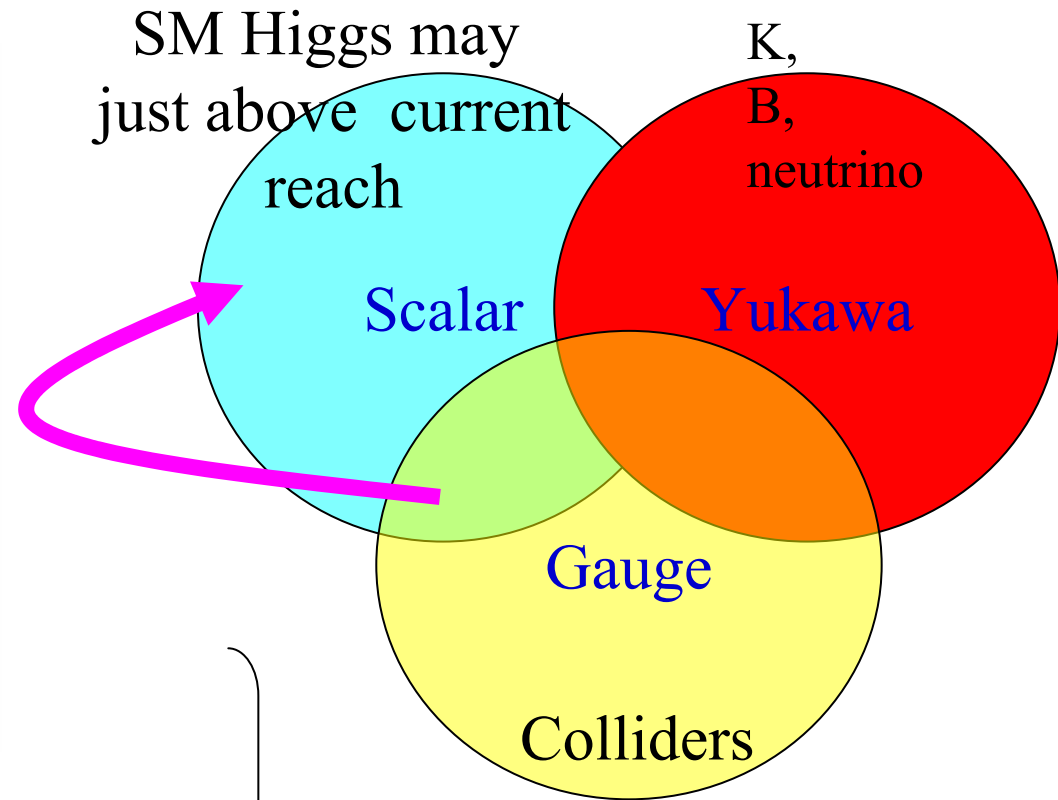 SM Higgs may
just above current
reach
K,
B,
neutrino
Scalar
Yukawa
Gauge
Colliders